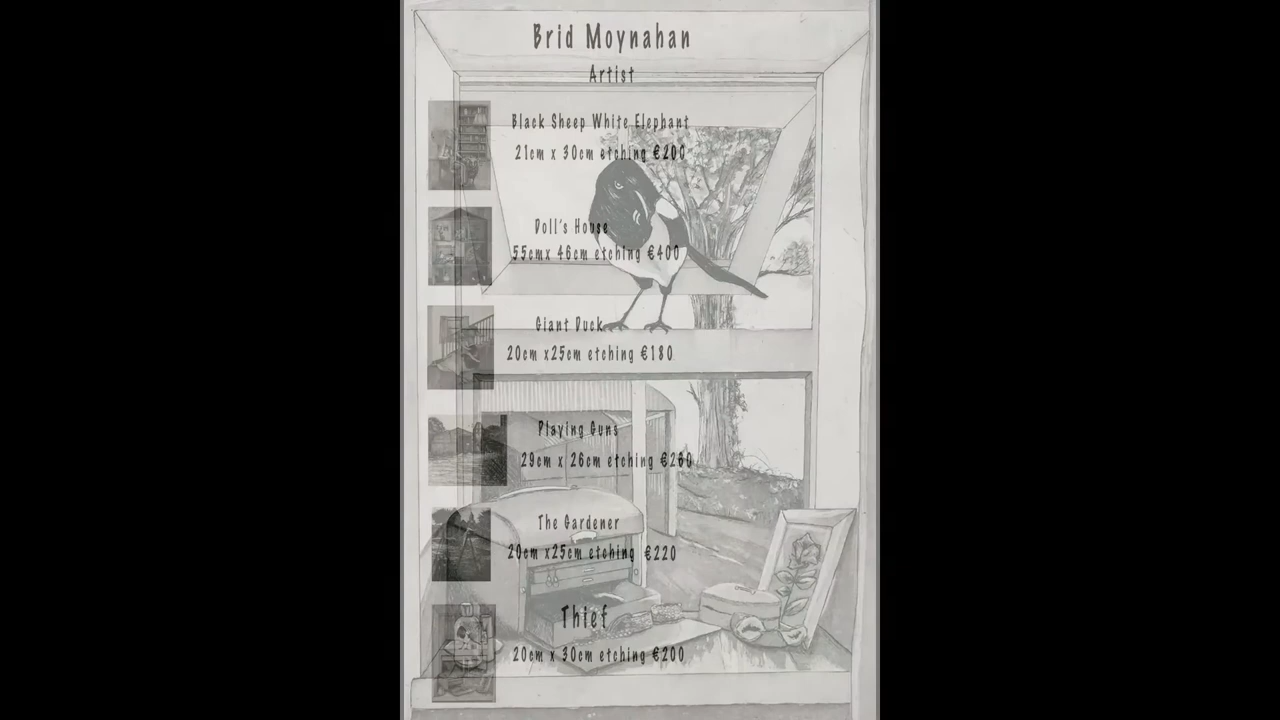 Brid Moynahan
Artist
Black Sheep White Elephant
21cm x 30cm etching €200
Doll's House
55cmx 46cm etching €400
Giant Duck
20cm x25cm etching €180
Playing Guns
29cm x 26cm etching €260
The Gardener
20cm x25cm etching €220
Thief
20cm x 30cm etching €200